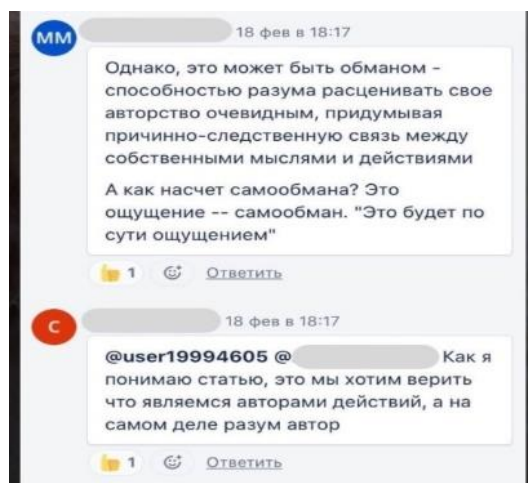 ММ
18 фев в 18:17
Однако, это может быть обманом -
способностью разума расценивать свое
авторство очевидным, придумывая
причинно-следственную связь между
собственными мыслями и действиями
А как насчет самообмана? Это
ощущение -- самообман. "Это будет по
сути ощущением"
1 Ответить
С
18 фев в 18:17
@user19994605 @ Как я
понимаю статью, это мы хотим верить
что являемся авторами действий, а на
самом деле разум автор
1 Ответить